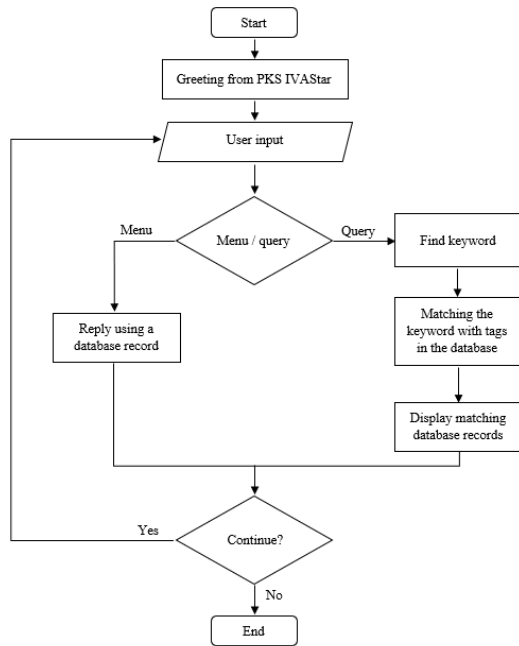 Start
Greeting from PKS IVAStar
User input
Menu
Menu / query
Query
Find keyword
Reply using a
database record
Matching the
keyword with tags
in the database
Display matching
database records
Yes
Continue?
No
End